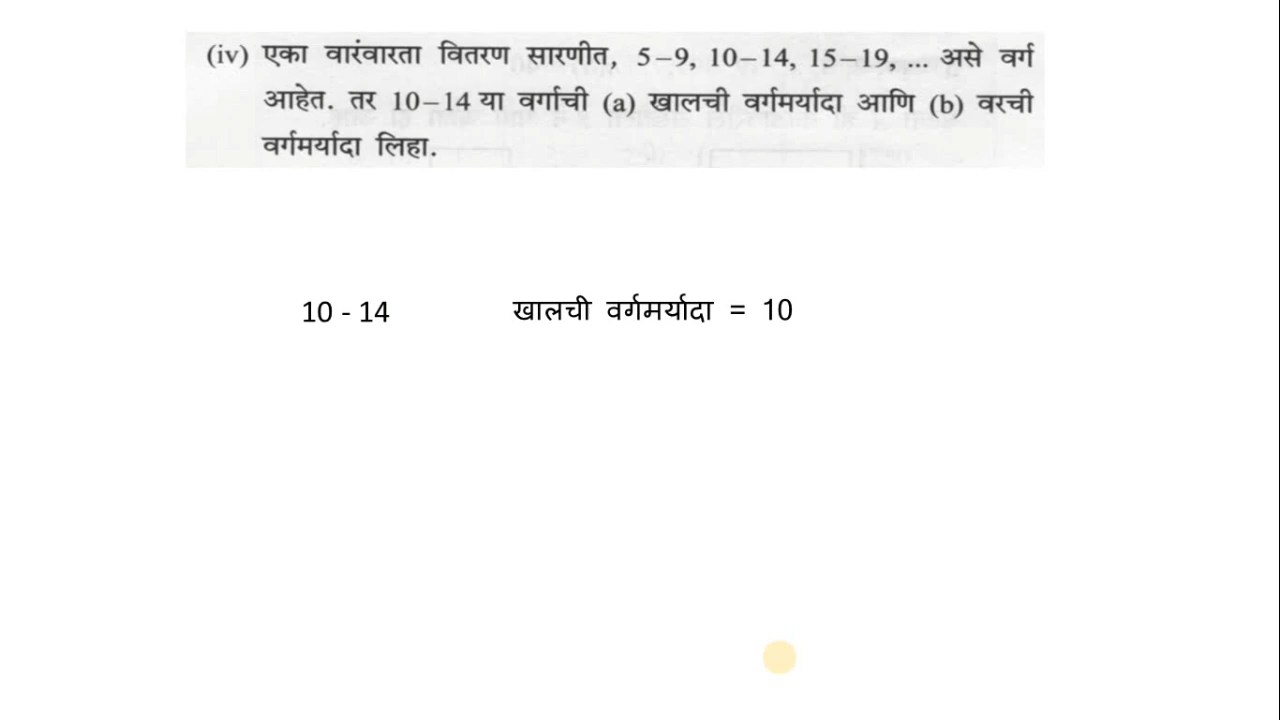 (iv) एका वारंवारता वितरण सारणीत, 5–9, 10–14, 15–19, ... असे वर्ग
आहेत. तर 10–14 या वर्गाची (a) खालची वर्गमर्यादा आणि (b) वरची
वर्गमर्यादा लिहा.
10 - 14 खालची वर्गमर्यादा = 10